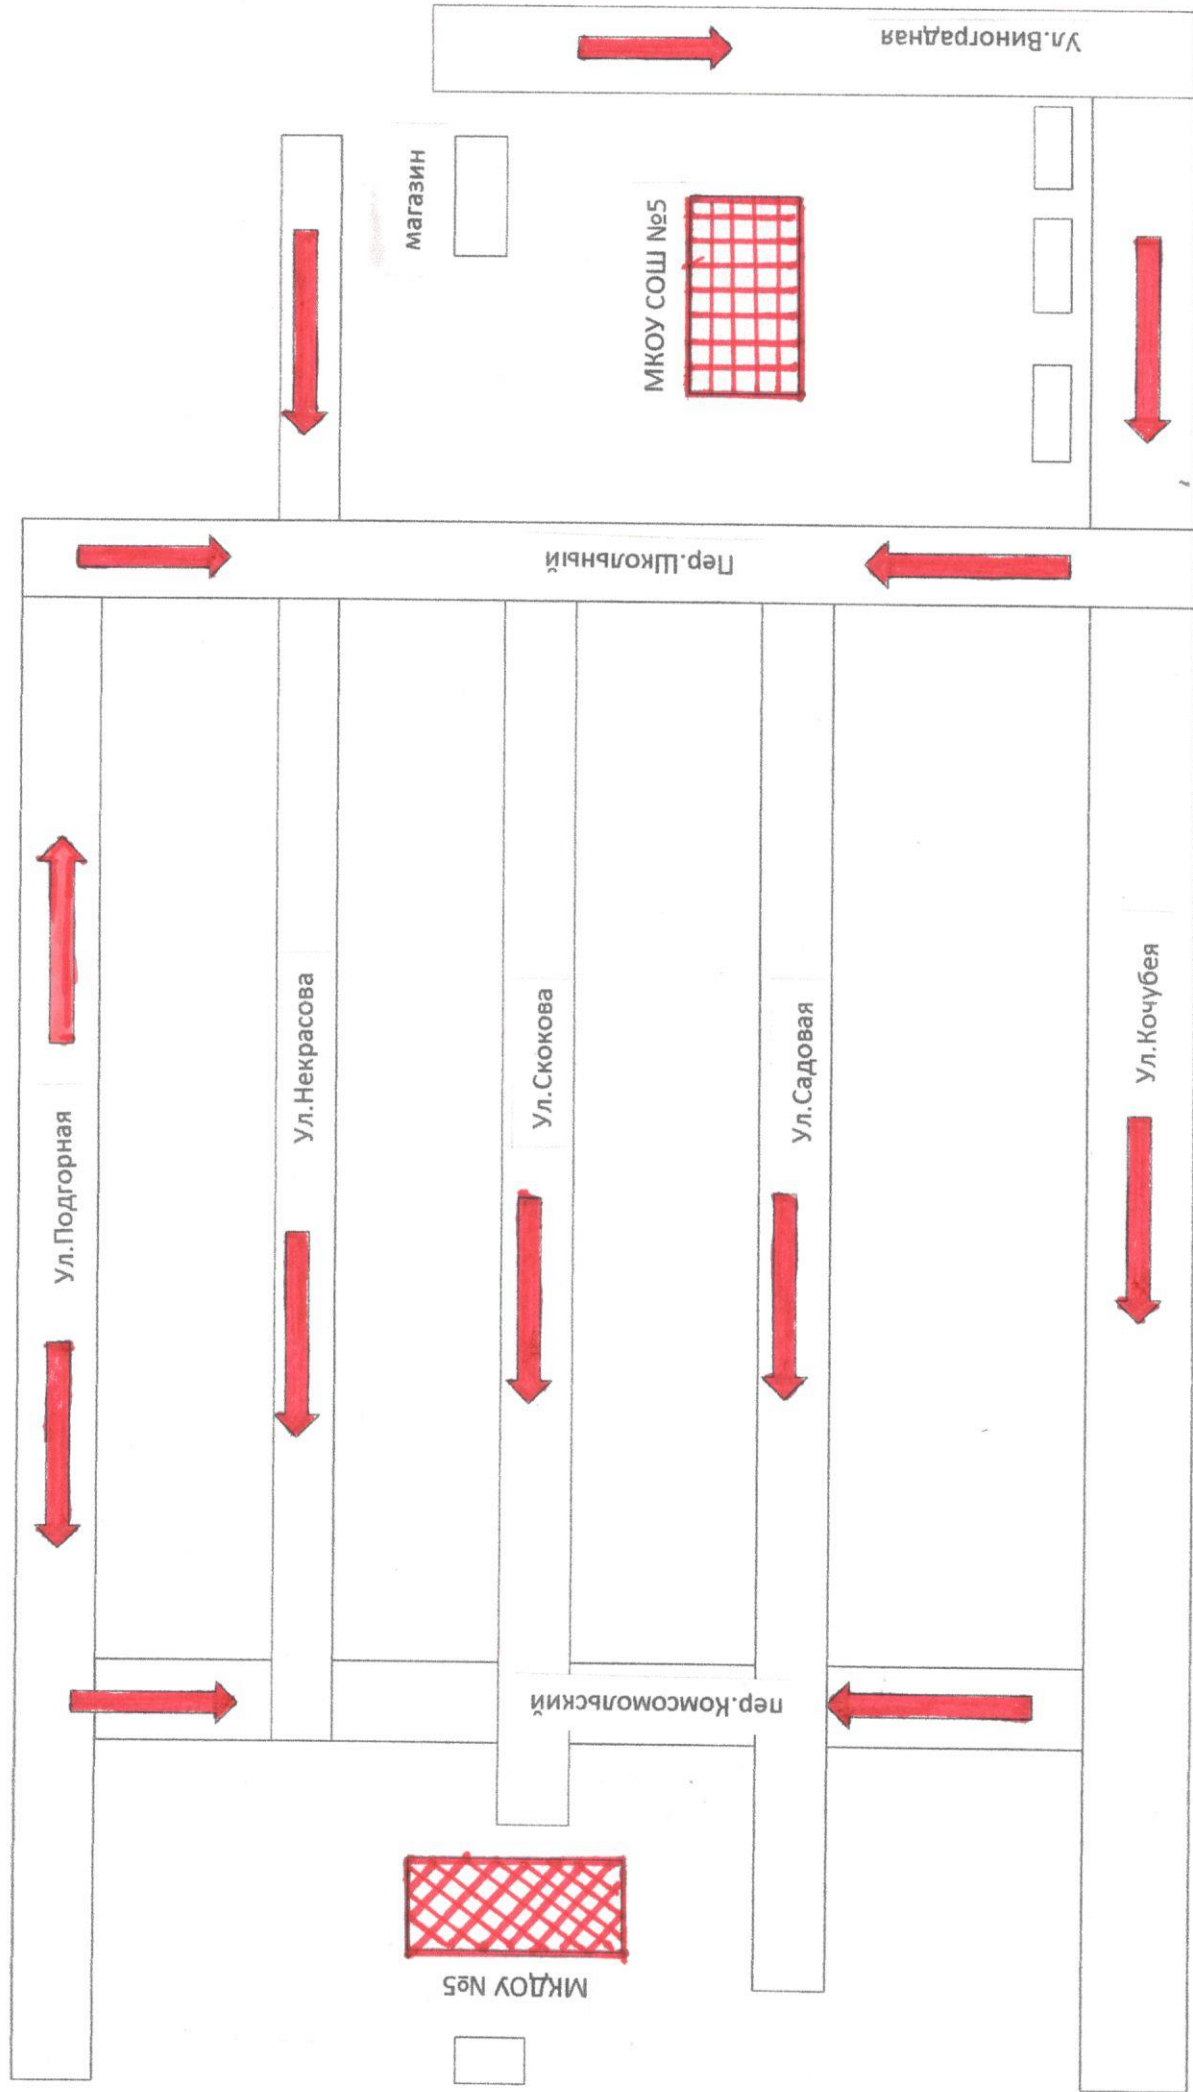 Ул.Виноградная
магазин
МКОУ СОШ №5
Пер.Школьный
Ул.Подгорная
Ул.Некрасова
Ул.Скокова
Ул.Садовая
Ул.Кочубея
пер.Комсомольский
МКДОУ №5